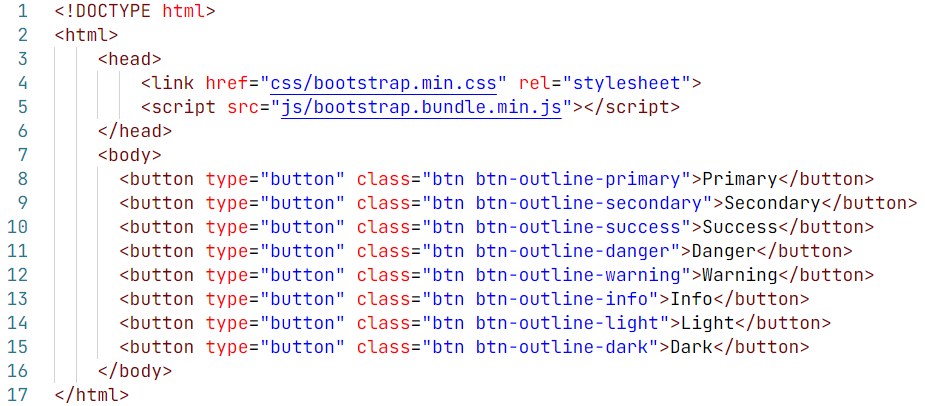 1 <!DOCTYPE html>
2 <html>
3 <head>
4 <link href="css/bootstrap.min.css" rel="stylesheet">
5 <script src="js/bootstrap.bundle.min.js"></script>
6 </head>
7 <body>
8 <button type="button" class="btn btn-outline-primary">Primary</button>
9 <button type="button" class="btn btn-outline-secondary">Secondary</button>
10 <button type="button" class="btn btn-outline-success">Success</button>
11 <button type="button" class="btn btn-outline-danger">Danger</button>
12 <button type="button" class="btn btn-outline-warning">Warning</button>
13 <button type="button" class="btn btn-outline-info">Info</button>
14 <button type="button" class="btn btn-outline-light">Light</button>
15 <button type="button" class="btn btn-outline-dark">Dark</button>
16 </body>
17 </html>